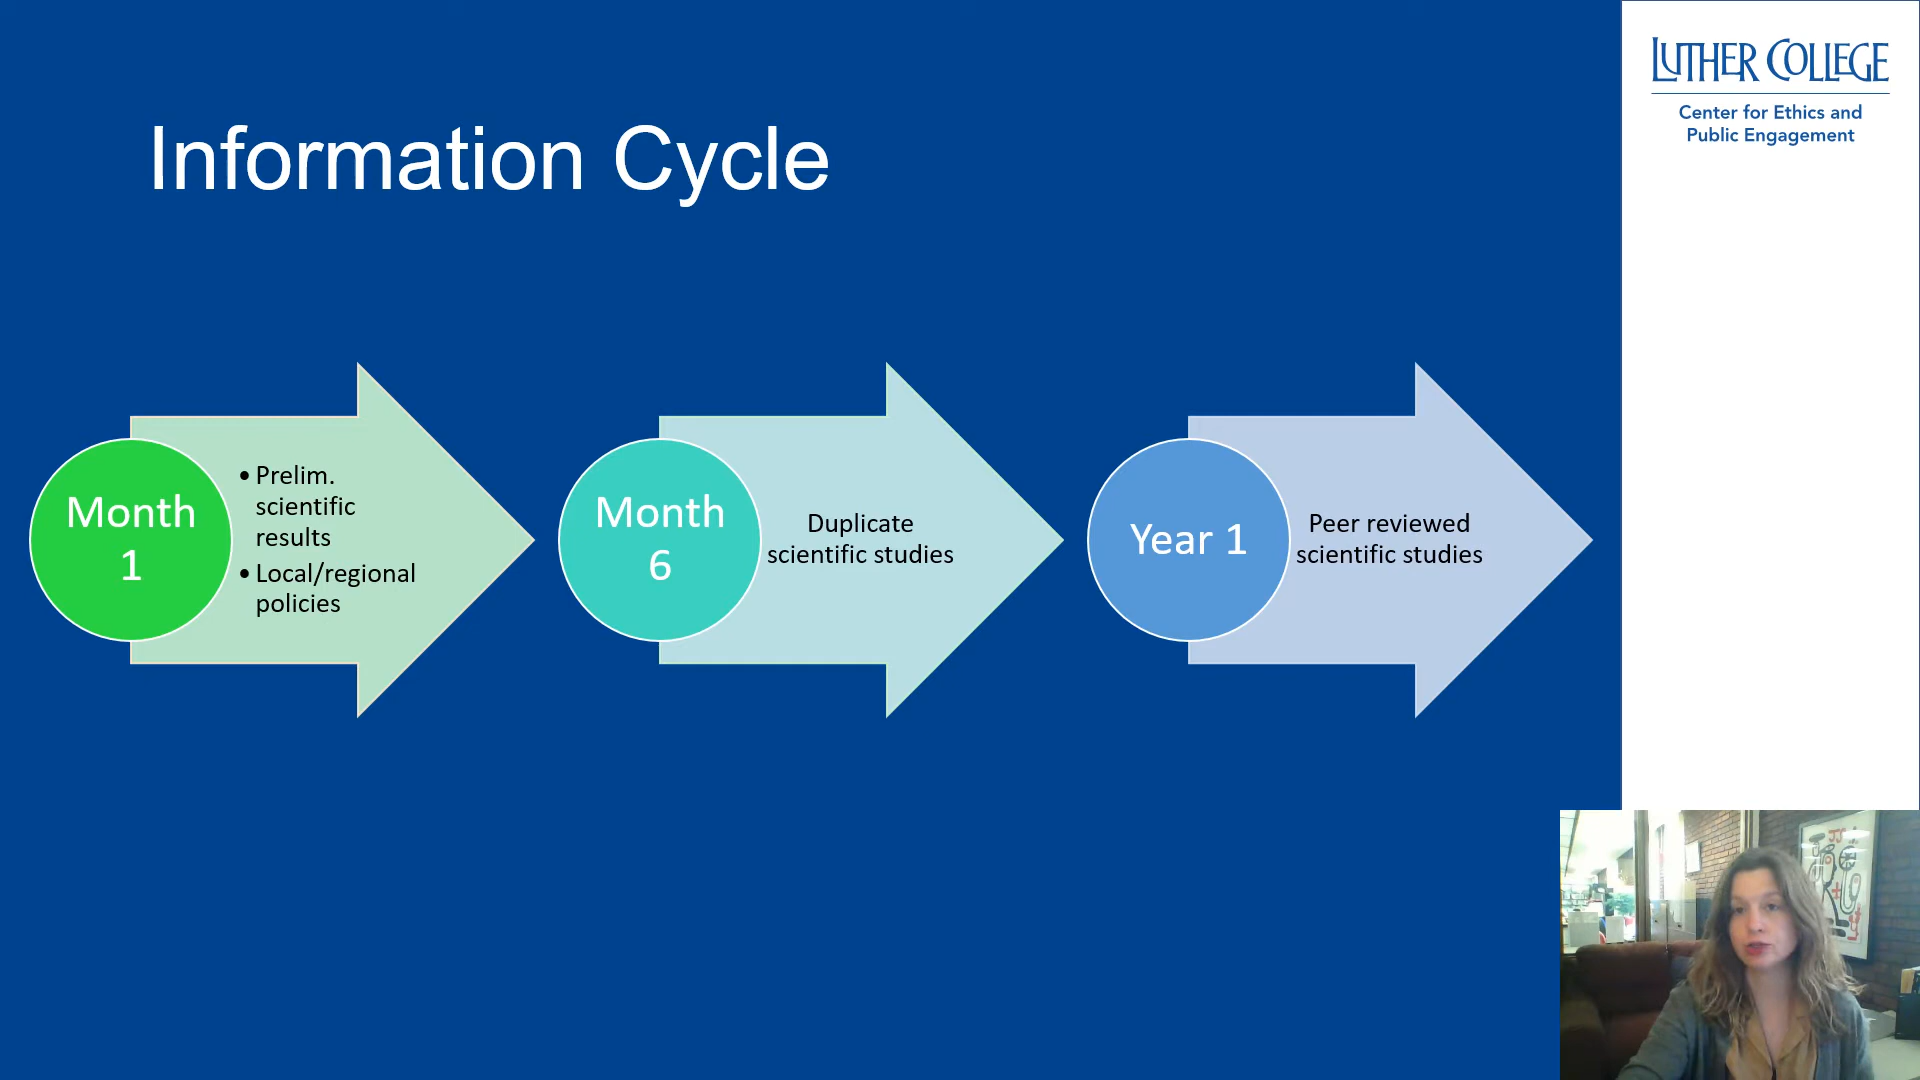 Information Cycle
LUTHER COLLEGE
Center for Ethics and
Public Engagement
Month
1
• Prelim.
scientific
results
• Local/regional
policies
Month
6
Duplicate
scientific studies
Year 1
Peer reviewed
scientific studies